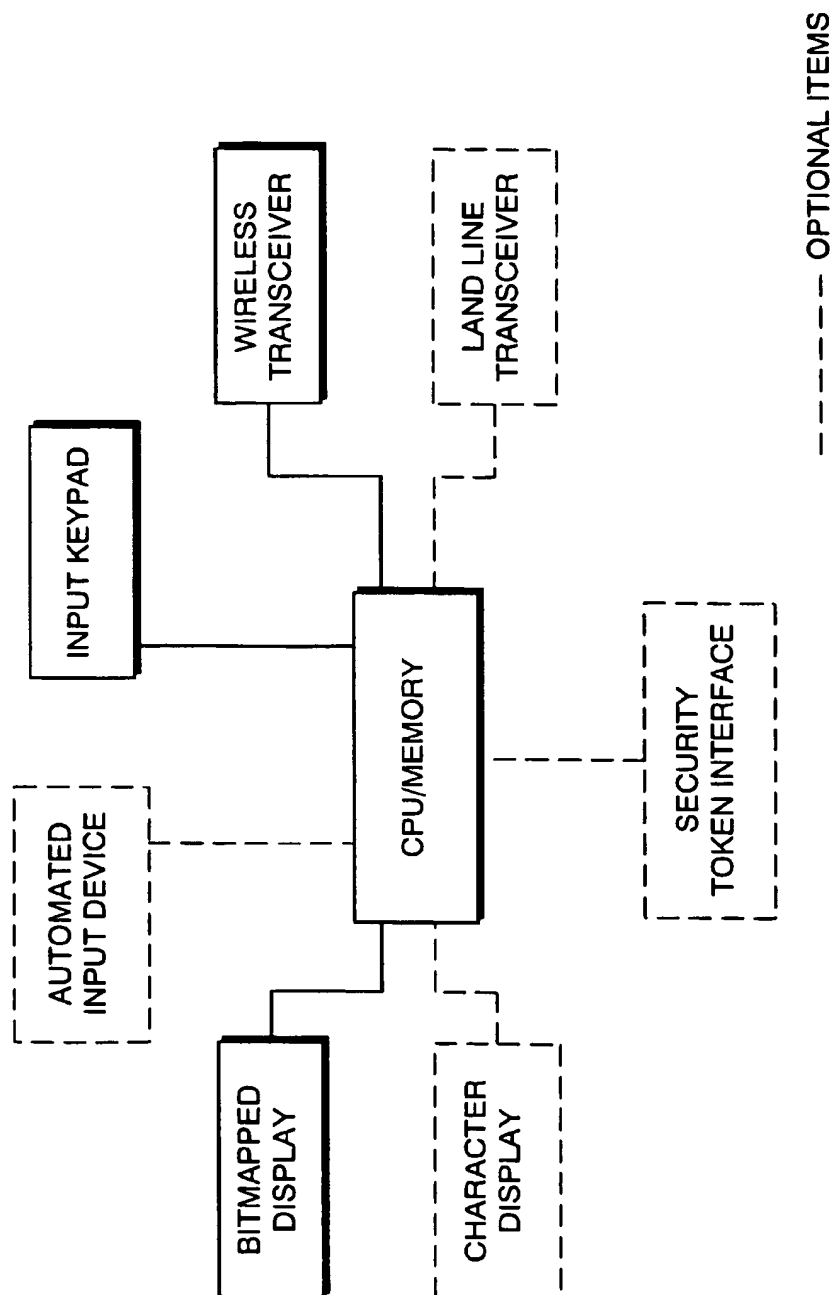 AUTOMATED
INPUT DEVICE
INPUT KEYPAD
BITMAPPED
DISPLAY
WIRELESS
TRANSCEIVER
CPU/MEMORY
CHARACTER
DISPLAY
LAND LINE
TRANSCEIVER
SECURITY
TOKEN INTERFACE
OPTIONAL ITEMS